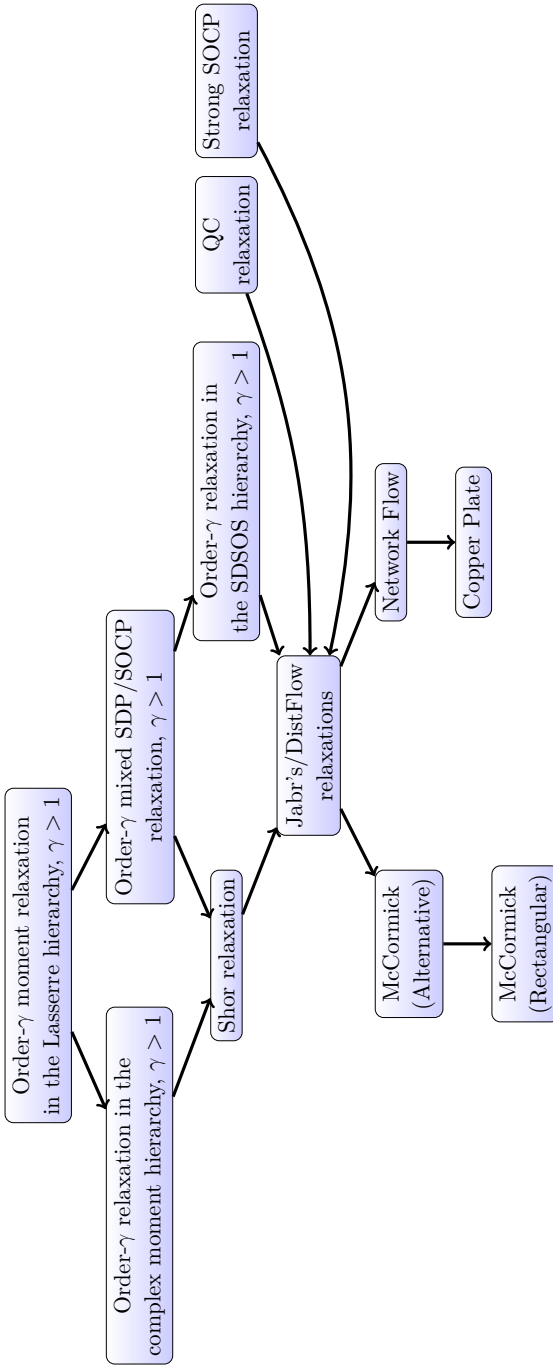 Order-γ moment relaxation
in the Lasserre hierarchy, γ > 1
Order-γ relaxation in the
complex moment hierarchy, γ > 1
Order-γ mixed SDP/SOCP
relaxation, γ > 1
Shor relaxation
Order-γ relaxation in
the SDSOS hierarchy, γ > 1
QC
relaxation
Strong SOCP
relaxation
Jabr's/DistFlow
relaxations
McCormick
(Alternative)
Network Flow
McCormick
(Rectangular)
Copper Plate